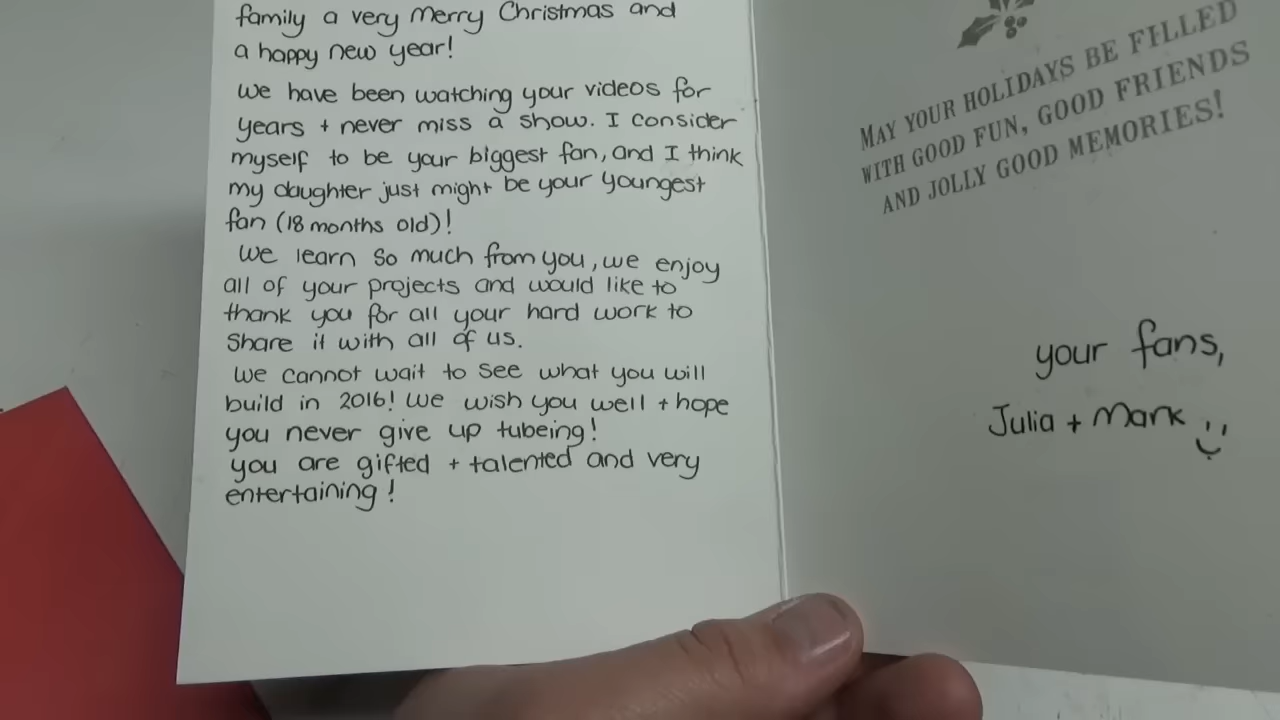 family a very Merry Christmas and
a happy new year!
We have been watching your videos for
years + never miss a show. I consider
myself to be your biggest fan, and I think
my daughter just might be your youngest
fan (18 months old)!
We learn so much from you, we enjoy
all of your projects and would like to
thank you for all your hard work to
share it with all of us.
We cannot wait to see what you will
build in 2016! We wish you well + hope
you never give up tubeing!
you are gifted + talented and very
entertaining!
MAY YOUR HOLIDAYS BE FILLED
WITH GOOD FUN, GOOD FRIENDS
AND JOLLY GOOD MEMORIES!
your fans,
Julia + Mark